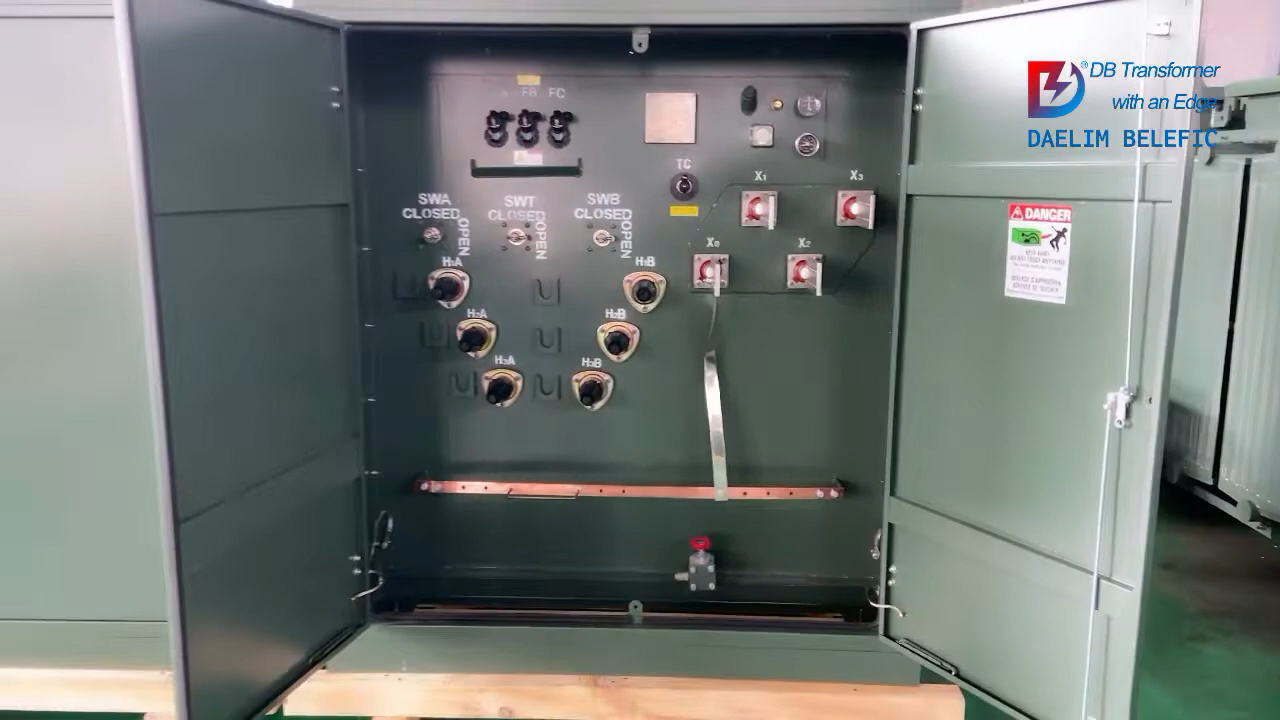 ® DB Transformer
with an Edge
DAELIM BELEFIC
FB FC
TC
X₁
X₃
SWA
CLOSED
OPEN
SWT
CLOSED
OPEN
SWB
CLOSED
OPEN
X₀
X₂
H₁A
H₁B
H₂A
H₂B
H₃A
H₃B
DANGER